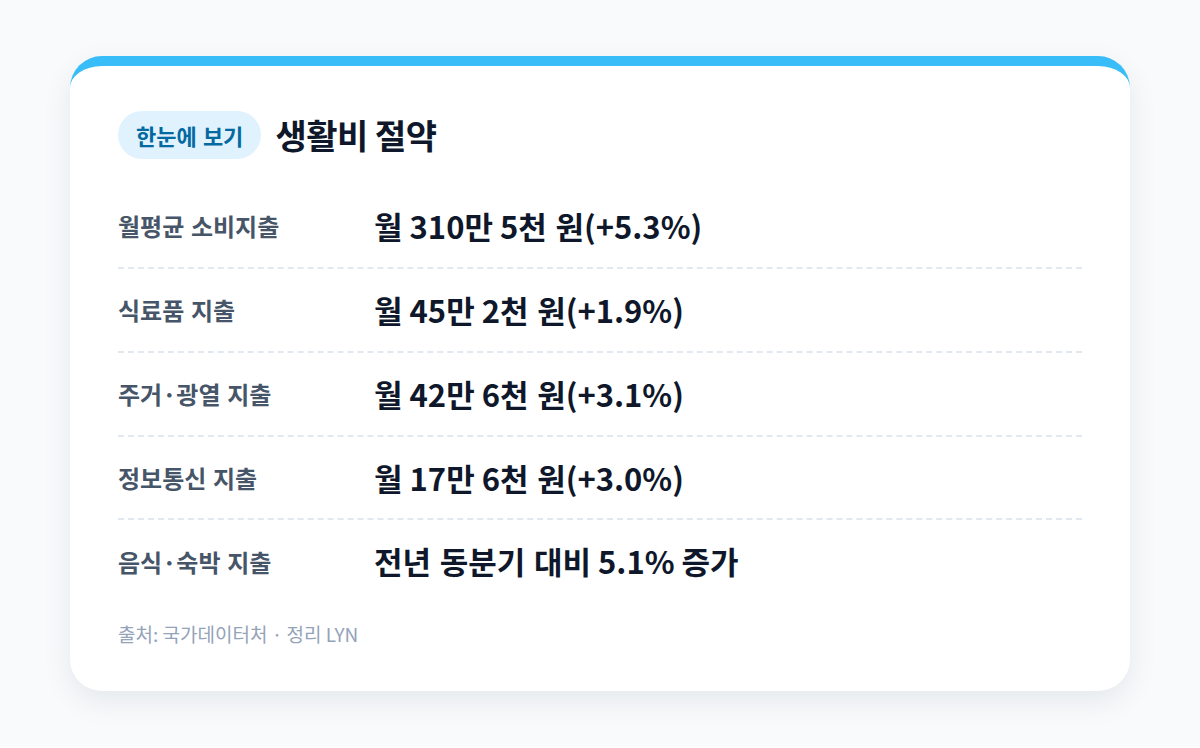 한눈에 보기 생활비 절약
월평균 소비지출 월 310만 5천 원(+5.3%)
식료품 지출 월 45만 2천 원(+1.9%)
주거·광열 지출 월 42만 6천 원(+3.1%)
정보통신 지출 월 17만 6천 원(+3.0%)
음식·숙박 지출 전년 동분기 대비 5.1% 증가
출처: 국가데이터처 · 정리 LYN